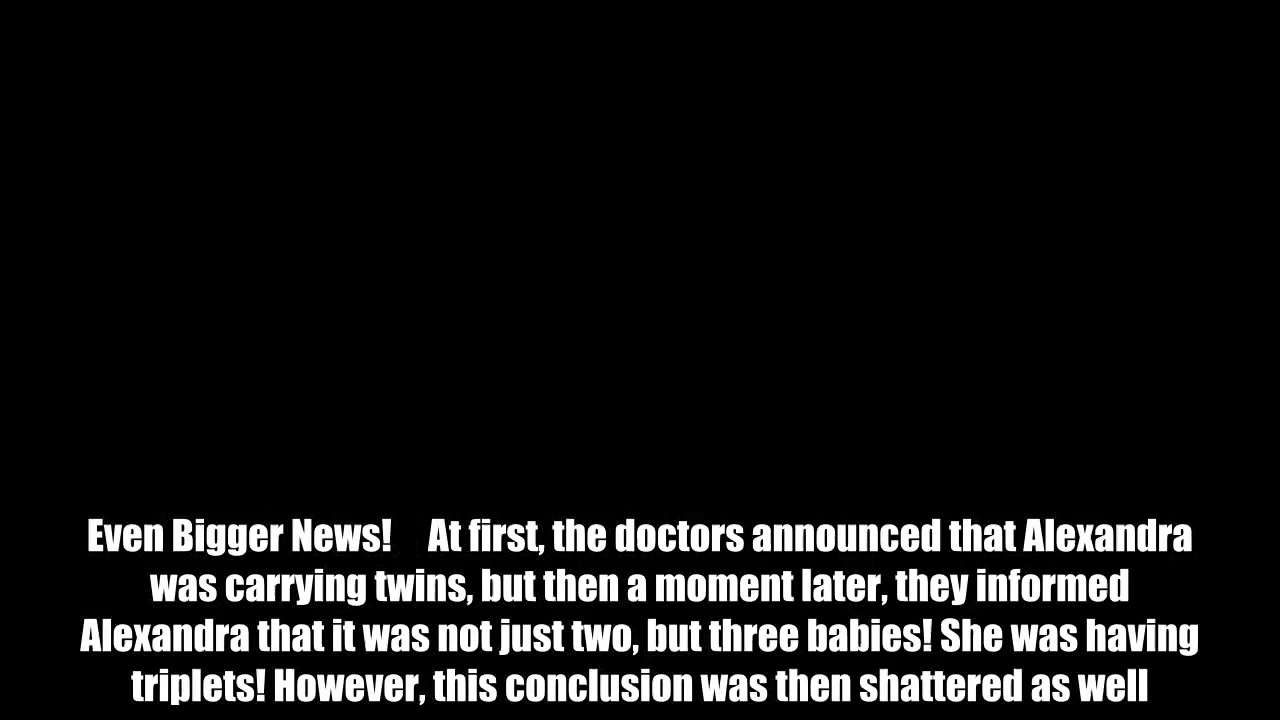 Even Bigger News!     At first, the doctors announced that Alexandra
was carrying twins, but then a moment later, they informed
Alexandra that it was not just two, but three babies! She was having
triplets! However, this conclusion was then shattered as well